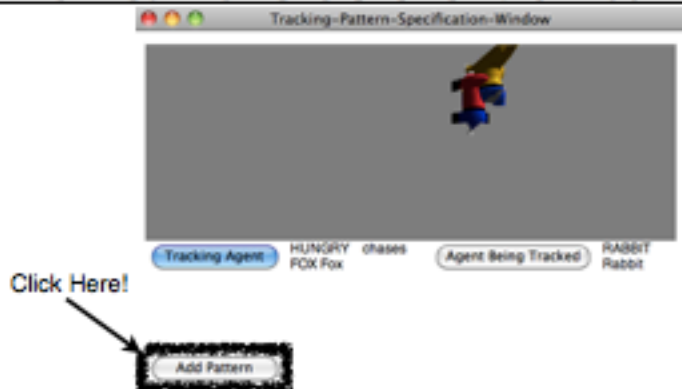 Tracking-Pattern-Specification-Window
Tracking Agent
HUNGRY chases
FOX Fox
Agent Being Tracked
RABBIT
Rabbit
Click Here!
Add Pattern